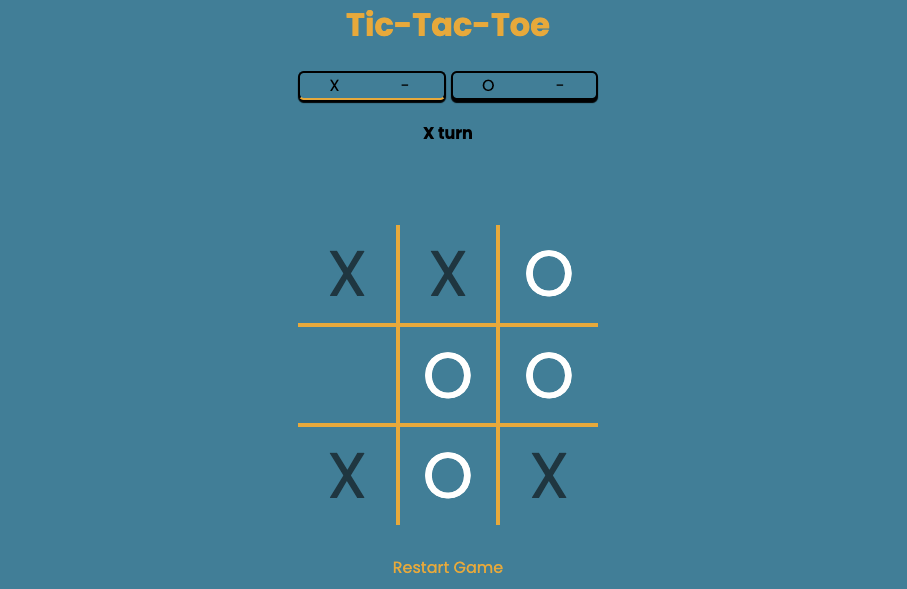 Tic-Tac-Toe
X - O -
X turn
X X O
O O
X O X
Restart Game